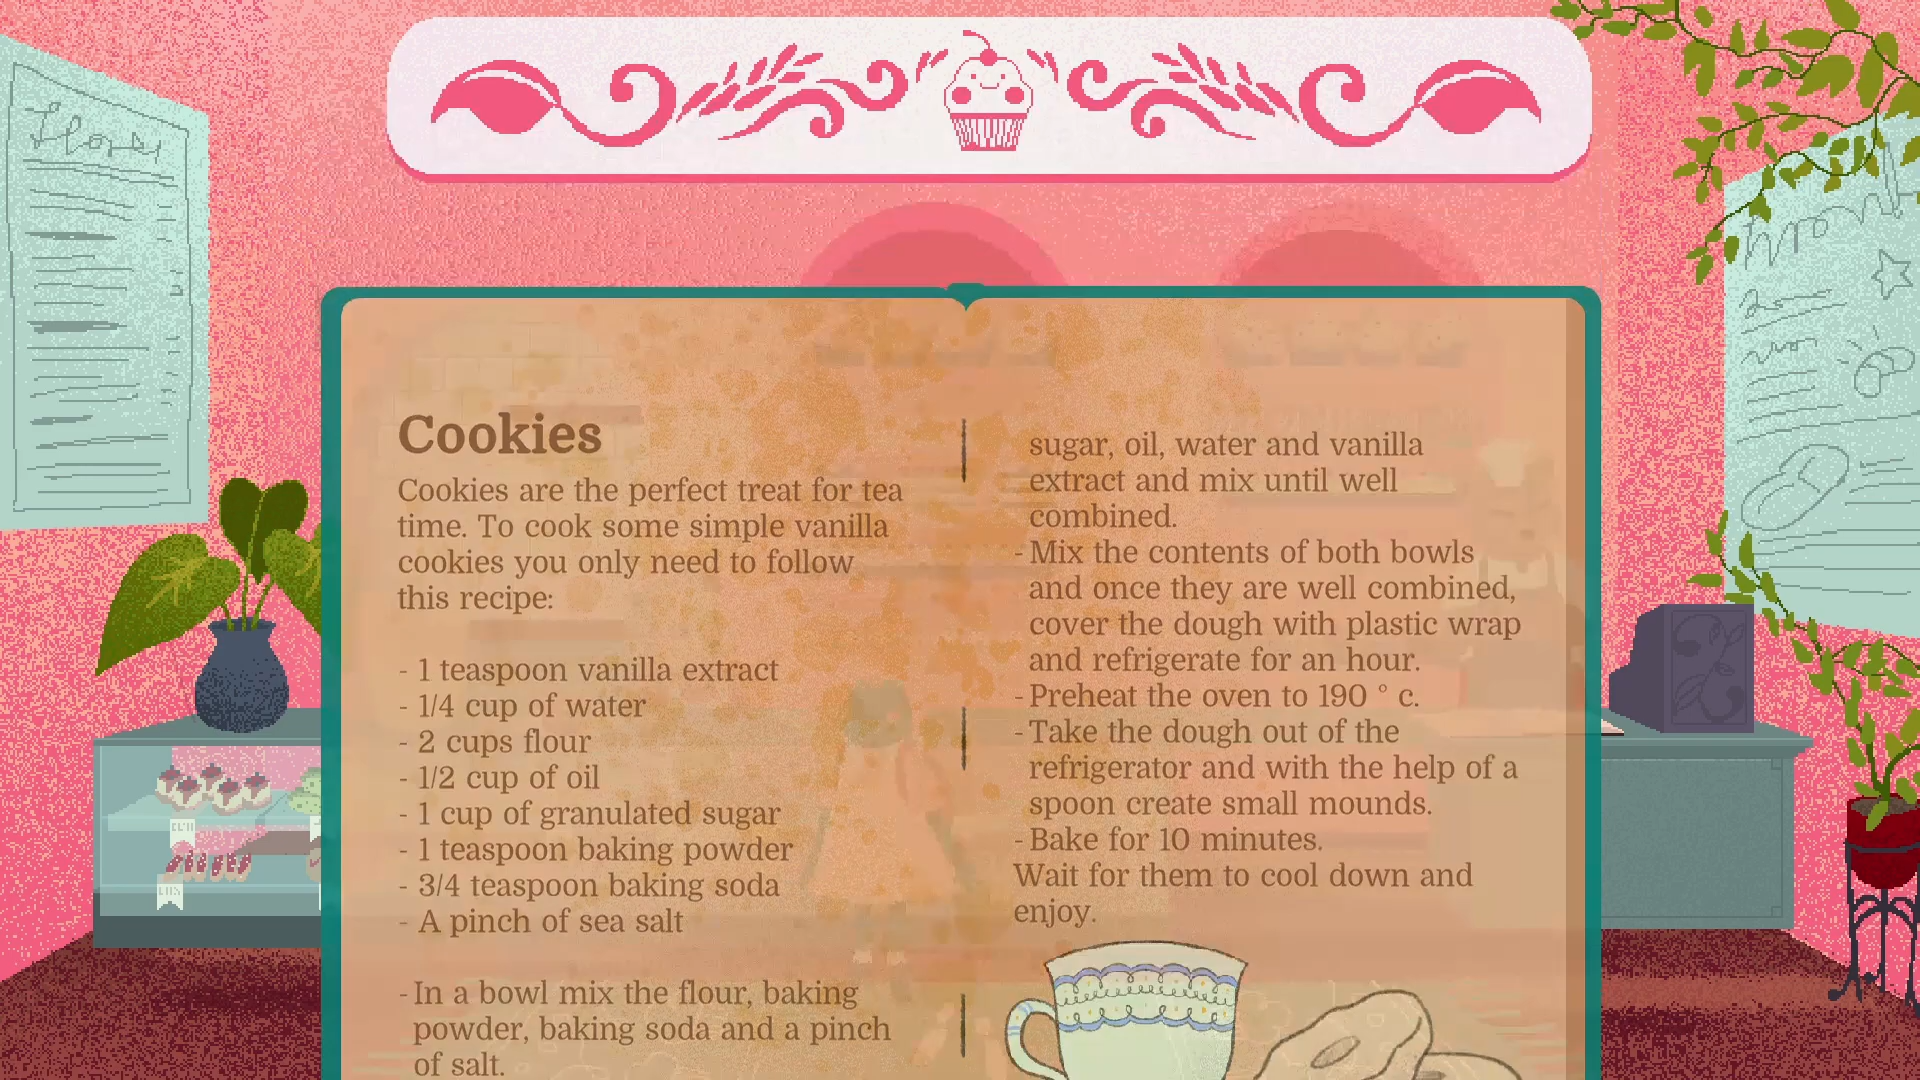 Cookies
Cookies are the perfect treat for tea
time. To cook some simple vanilla
cookies you only need to follow
this recipe:
- 1 teaspoon vanilla extract
- 1/4 cup of water
- 2 cups flour
- 1/2 cup of oil
- 1 cup of granulated sugar
- 1 teaspoon baking powder
- 3/4 teaspoon baking soda
- A pinch of sea salt
- In a bowl mix the flour, baking
powder, baking soda and a pinch
of salt.
sugar, oil, water and vanilla
extract and mix until well
combined.
- Mix the contents of both bowls
and once they are well combined,
cover the dough with plastic wrap
and refrigerate for an hour.
- Preheat the oven to 190 ° c.
- Take the dough out of the
refrigerator and with the help of a
spoon create small mounds.
- Bake for 10 minutes.
Wait for them to cool down and
enjoy.